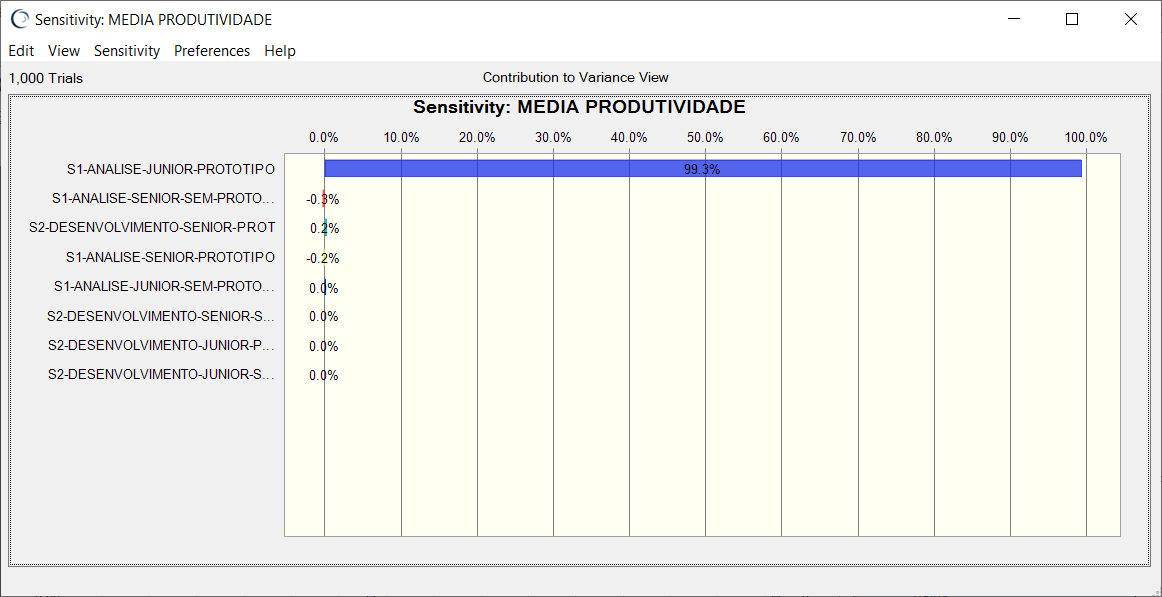 Sensitivity: MEDIA PRODUTIVIDADE
Edit View Sensitivity Preferences Help
1,000 Trials
Contribution to Variance View
Sensitivity: MEDIA PRODUTIVIDADE
0.0% 10.0% 20.0% 30.0% 40.0% 50.0% 60.0% 70.0% 80.0% 90.0% 100.0%
S1-ANALISE-JUNIOR-PROTOTIPO 99.3%
S1-ANALISE-SENIOR-SEM-PROTO... -0.3%
S2-DESENVOLVIMENTO-SENIOR-PROT 0.2%
S1-ANALISE-SENIOR-PROTOTIPO -0.2%
S1-ANALISE-JUNIOR-SEM-PROTO... 0.0%
S2-DESENVOLVIMENTO-SENIOR-S... 0.0%
S2-DESENVOLVIMENTO-JUNIOR-P... 0.0%
S2-DESENVOLVIMENTO-JUNIOR-S... 0.0%